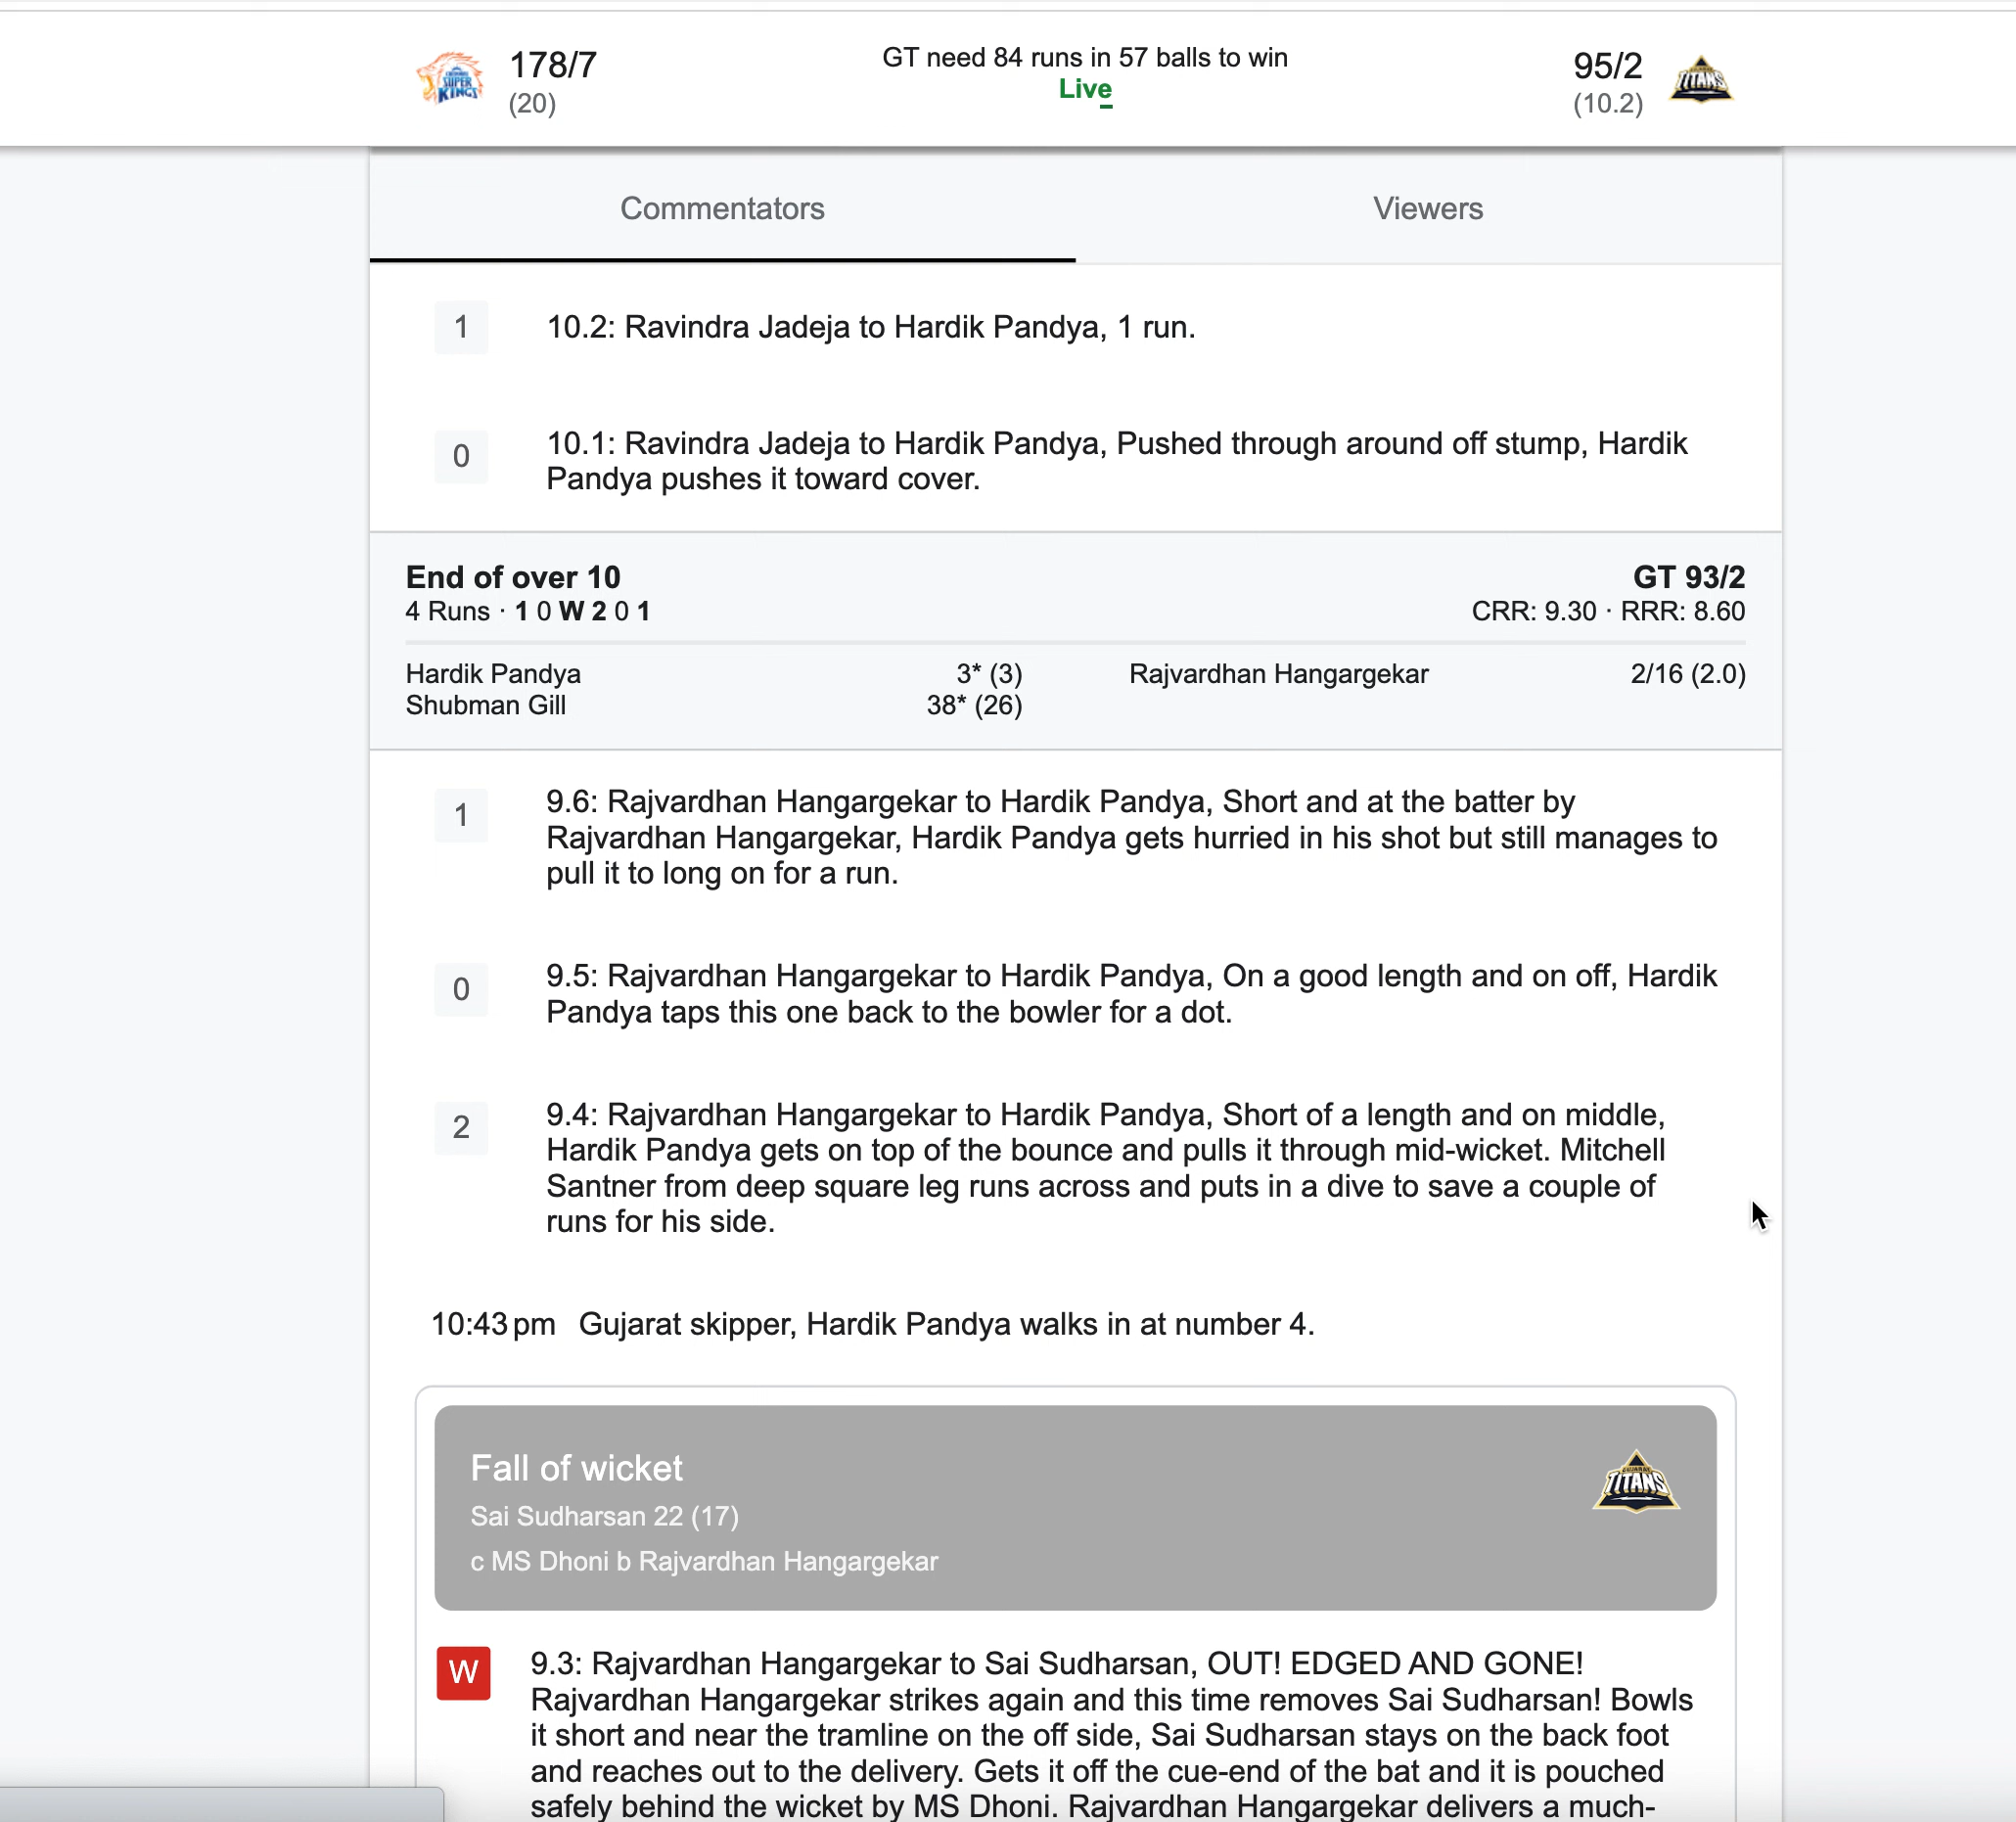 178/7
(20)
GT need 84 runs in 57 balls to win
Live
95/2
(10.2)
SUPER
KINGS
TITANS
Commentators
Viewers
1
10.2: Ravindra Jadeja to Hardik Pandya, 1 run.
0
10.1: Ravindra Jadeja to Hardik Pandya, Pushed through around off stump, Hardik
Pandya pushes it toward cover.
End of over 10
GT 93/2
4 Runs · 1 0 W 2 0 1
CRR: 9.30 · RRR: 8.60
Hardik Pandya 3* (3)
Rajvardhan Hangargekar 2/16 (2.0)
Shubman Gill 38* (26)
1
9.6: Rajvardhan Hangargekar to Hardik Pandya, Short and at the batter by
Rajvardhan Hangargekar, Hardik Pandya gets hurried in his shot but still manages to
pull it to long on for a run.
0
9.5: Rajvardhan Hangargekar to Hardik Pandya, On a good length and on off, Hardik
Pandya taps this one back to the bowler for a dot.
2
9.4: Rajvardhan Hangargekar to Hardik Pandya, Short of a length and on middle,
Hardik Pandya gets on top of the bounce and pulls it through mid-wicket. Mitchell
Santner from deep square leg runs across and puts in a dive to save a couple of
runs for his side.
10:43 pm Gujarat skipper, Hardik Pandya walks in at number 4.
Fall of wicket
Sai Sudharsan 22 (17)
c MS Dhoni b Rajvardhan Hangargekar
GUJARAT
TITANS
W
9.3: Rajvardhan Hangargekar to Sai Sudharsan, OUT! EDGED AND GONE!
Rajvardhan Hangargekar strikes again and this time removes Sai Sudharsan! Bowls
it short and near the tramline on the off side, Sai Sudharsan stays on the back foot
and reaches out to the delivery. Gets it off the cue-end of the bat and it is pouched
safely behind the wicket by MS Dhoni. Rajvardhan Hangargekar delivers a much-